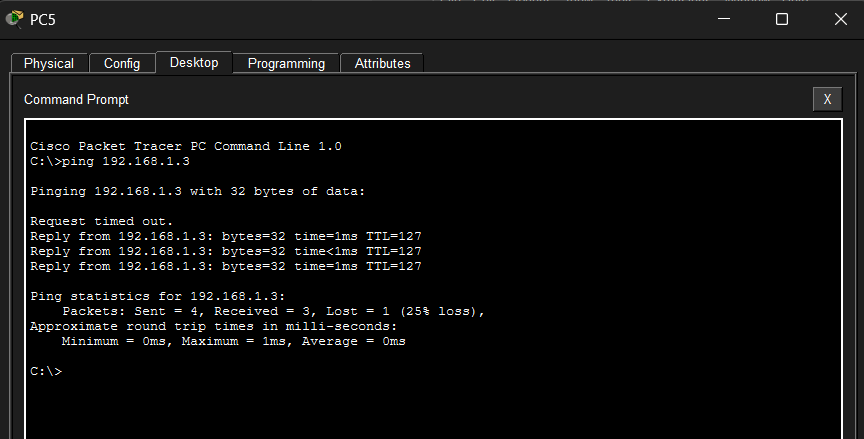 PC5
Physical Config Desktop Programming Attributes
Command Prompt X
Cisco Packet Tracer PC Command Line 1.0
C:\>ping 192.168.1.3
Pinging 192.168.1.3 with 32 bytes of data:
Request timed out.
Reply from 192.168.1.3: bytes=32 time=1ms TTL=127
Reply from 192.168.1.3: bytes=32 time<1ms TTL=127
Reply from 192.168.1.3: bytes=32 time=1ms TTL=127
Ping statistics for 192.168.1.3:
Packets: Sent = 4, Received = 3, Lost = 1 (25% loss),
Approximate round trip times in milli-seconds:
Minimum = 0ms, Maximum = 1ms, Average = 0ms
C:\>